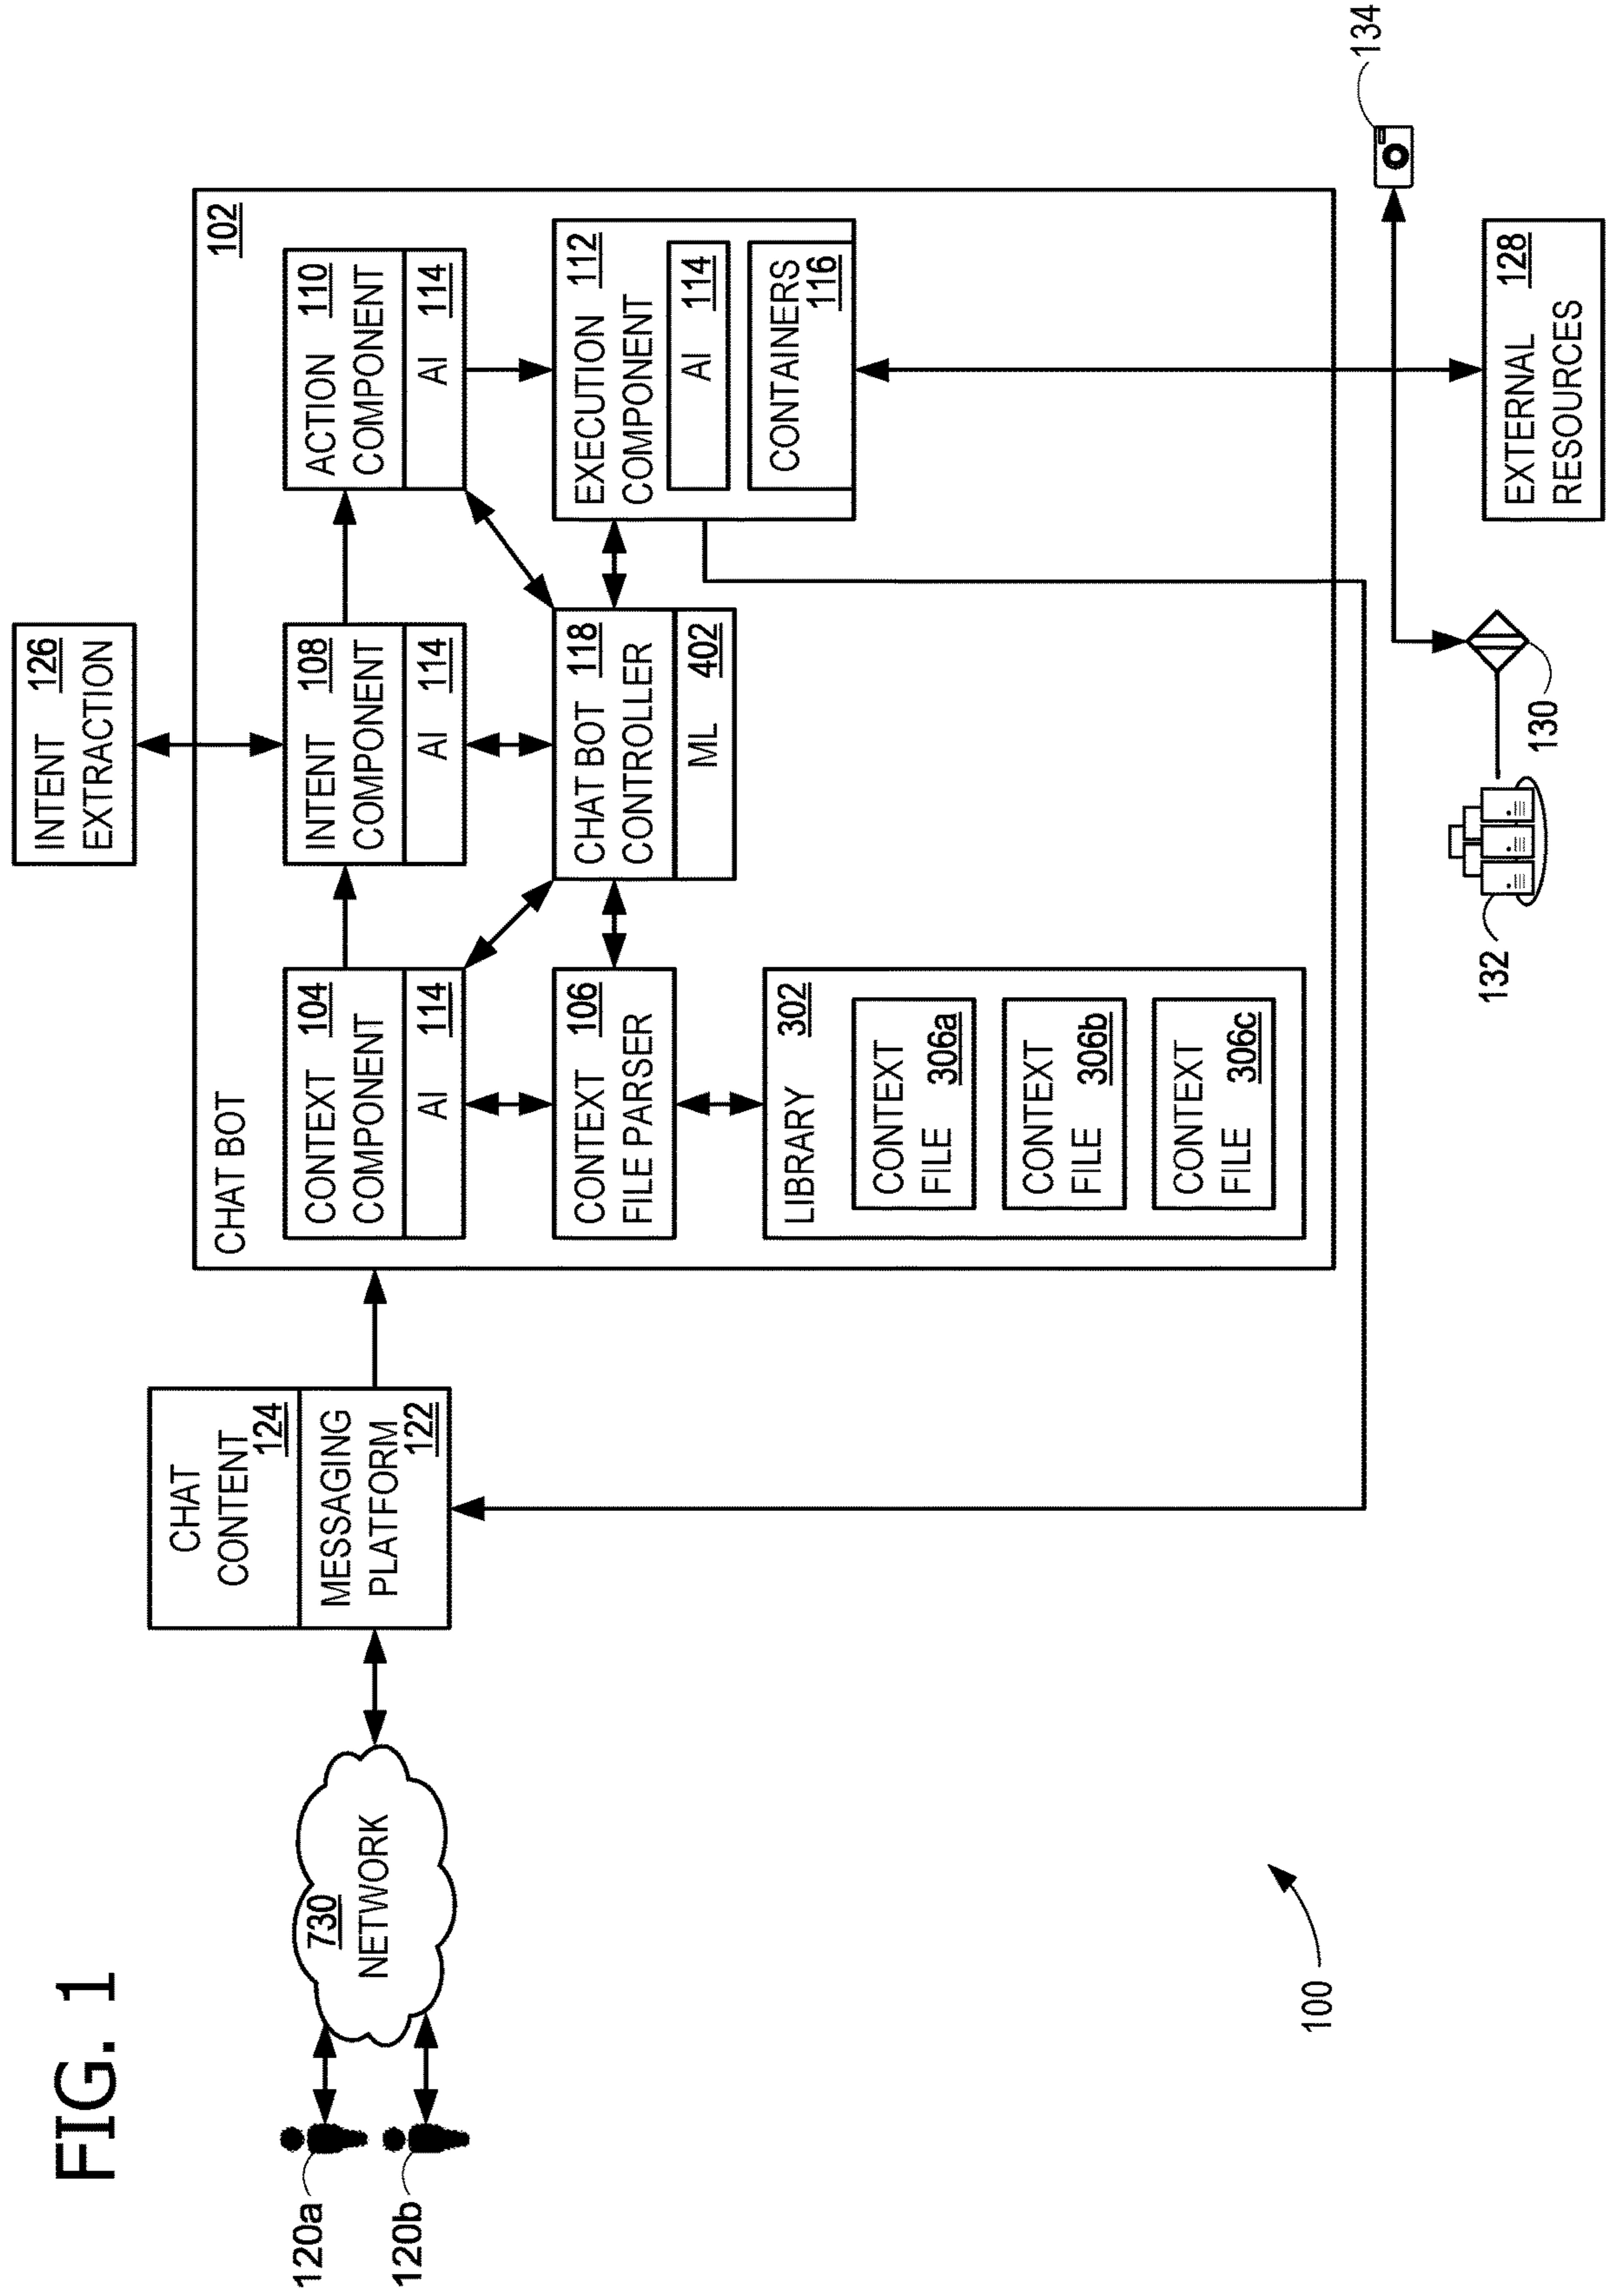 FIG. 1
120a
120b
730
NETWORK
CHAT
CONTENT
124
MESSAGING
PLATFORM
122
CHAT BOT
102
INTENT 126
EXTRACTION
CONTEXT 104
COMPONENT
AI 114
INTENT 108
COMPONENT
AI 114
ACTION 110
COMPONENT
AI 114
CONTEXT 106
FILE PARSER
CHAT BOT 118
CONTROLLER
ML 402
EXECUTION 112
COMPONENT
AI 114
CONTAINERS
116
LIBRARY 302
CONTEXT
FILE 306a
CONTEXT
FILE 306b
CONTEXT
FILE 306c
134
132
130
EXTERNAL 128
RESOURCES
100